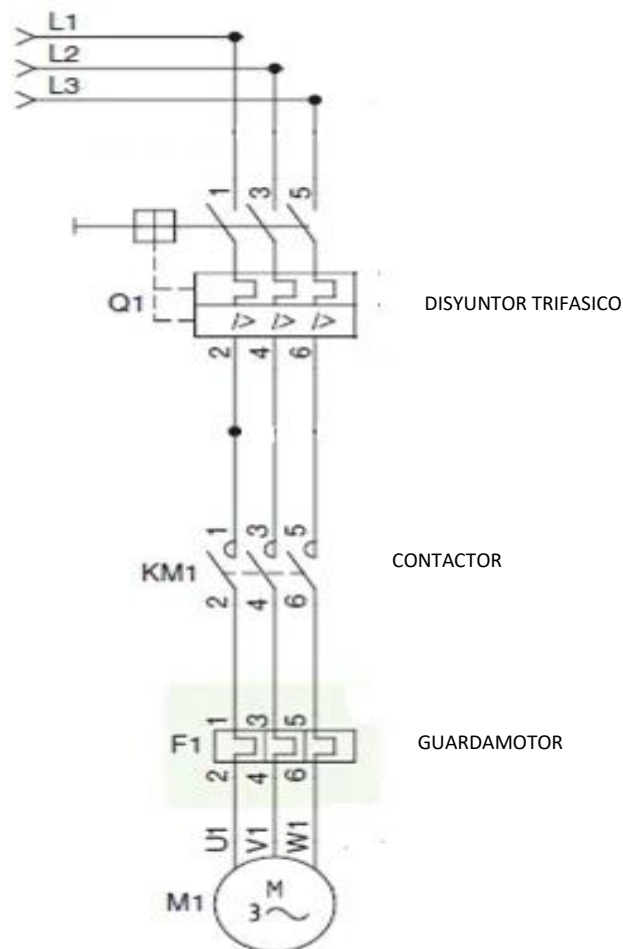 L1
L2
L3
1 3 5
Q1
DISYUNTOR TRIFASICO
2 4 6
1 3 5
KM1
CONTACTOR
2 4 6
1 3 5
F1
GUARDAMOTOR
2 4 6
U1 V1 W1
M1
M
3~